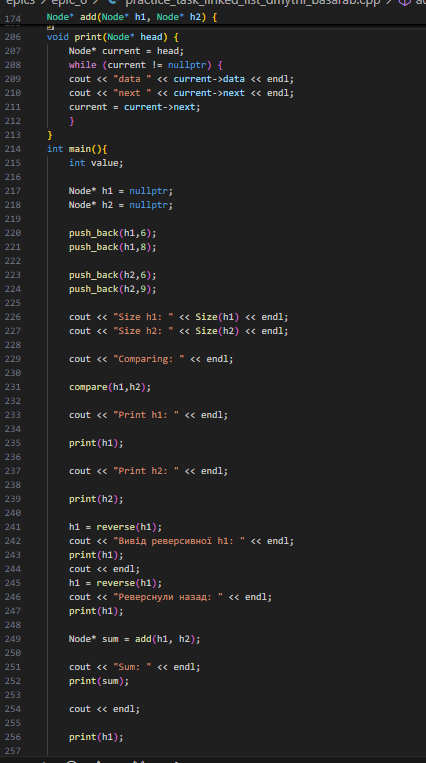 epics > epic_6 > practice_task_linked_list_dmytni_basarab.cpp >
174 Node* add(Node* h1, Node* h2) {
206 void print(Node* head) {
207 Node* current = head;
208 while (current != nullptr) {
209 cout << "data " << current->data << endl;
210 cout << "next " << current->next << endl;
211 current = current->next;
212 }
213 }
214 int main(){
215 int value;
216
217 Node* h1 = nullptr;
218 Node* h2 = nullptr;
219
220 push_back(h1,6);
221 push_back(h1,8);
222
223 push_back(h2,6);
224 push_back(h2,9);
225
226 cout << "Size h1: " << Size(h1) << endl;
227 cout << "Size h2: " << Size(h2) << endl;
228
229 cout << "Comparing: " << endl;
230
231 compare(h1,h2);
232
233 cout << "Print h1: " << endl;
234
235 print(h1);
236
237 cout << "Print h2: " << endl;
238
239 print(h2);
240
241 h1 = reverse(h1);
242 cout << "Вивід реверсивної h1: " << endl;
243 print(h1);
244 cout << endl;
245 h1 = reverse(h1);
246 cout << "Реверснули назад: " << endl;
247 print(h1);
248
249 Node* sum = add(h1, h2);
250
251 cout << "Sum: " << endl;
252 print(sum);
253
254 cout << endl;
255
256 print(h1);
257